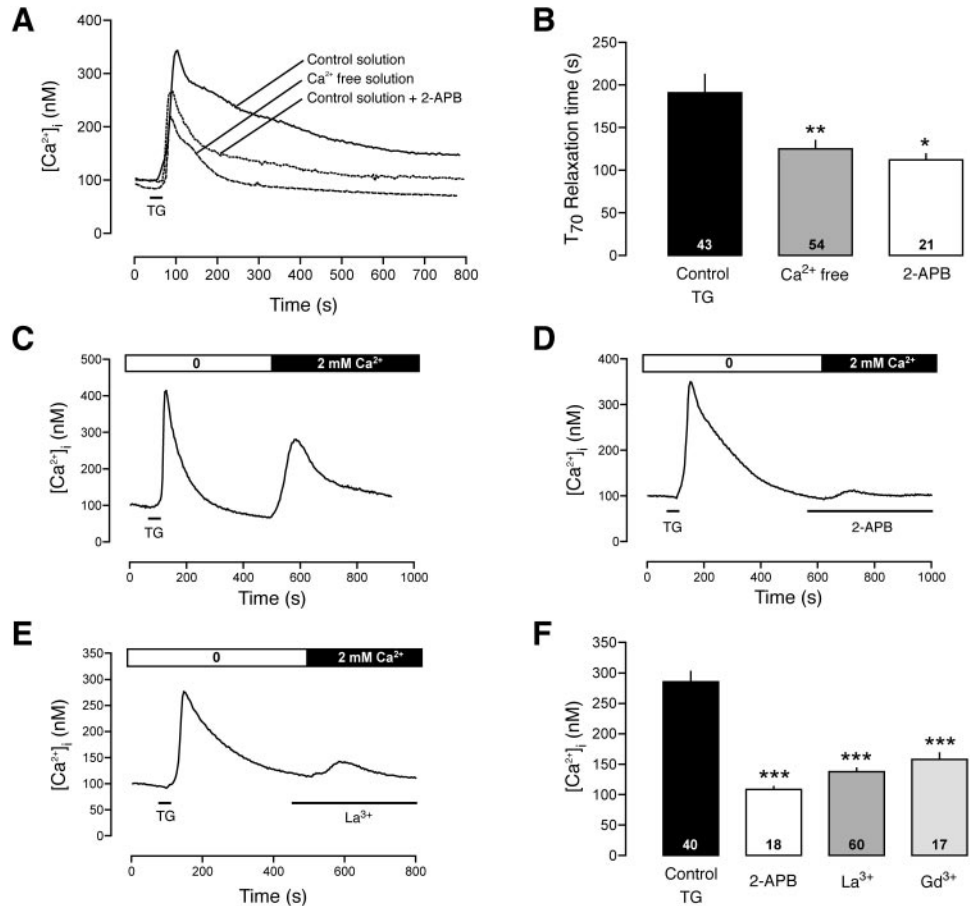 A
400
300
200
100
0
[Ca²⁺]ᵢ (nM)
Control solution
Ca²⁺ free solution
Control solution + 2-APB
TG
0 100 200 300 400 500 600 700 800
Time (s)
B
250
200
150
100
50
0
T₇₀ Relaxation time (s)
**
*
43 54 21
Control TG
Ca²⁺ free
2-APB
C
0 2 mM Ca²⁺
500
400
300
200
100
0
[Ca²⁺]ᵢ (nM)
TG
0 200 400 600 800 1000
Time (s)
D
0 2 mM Ca²⁺
400
300
200
100
0
[Ca²⁺]ᵢ (nM)
TG
2-APB
0 200 400 600 800 1000
Time (s)
E
0 2 mM Ca²⁺
350
300
250
200
150
100
50
0
[Ca²⁺]ᵢ (nM)
TG
La³⁺
0 200 400 600 800
Time (s)
F
350
300
250
200
150
100
50
0
[Ca²⁺]ᵢ (nM)
***
***
***
40 18 60 17
Control TG
2-APB
La³⁺
Gd³⁺